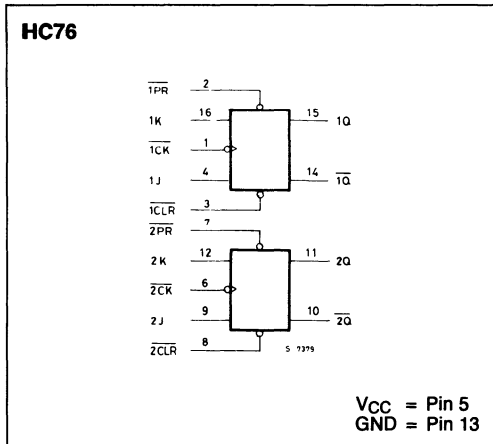 HC76
1PR 2
1K 16 15 1Q
1CK 1
1J 4 14 1Q
1CLR 3
2PR 7
2K 12 11 2Q
2CK 6
2J 9 10 2Q
2CLR 8 S 7379
VCC = Pin 5
GND = Pin 13